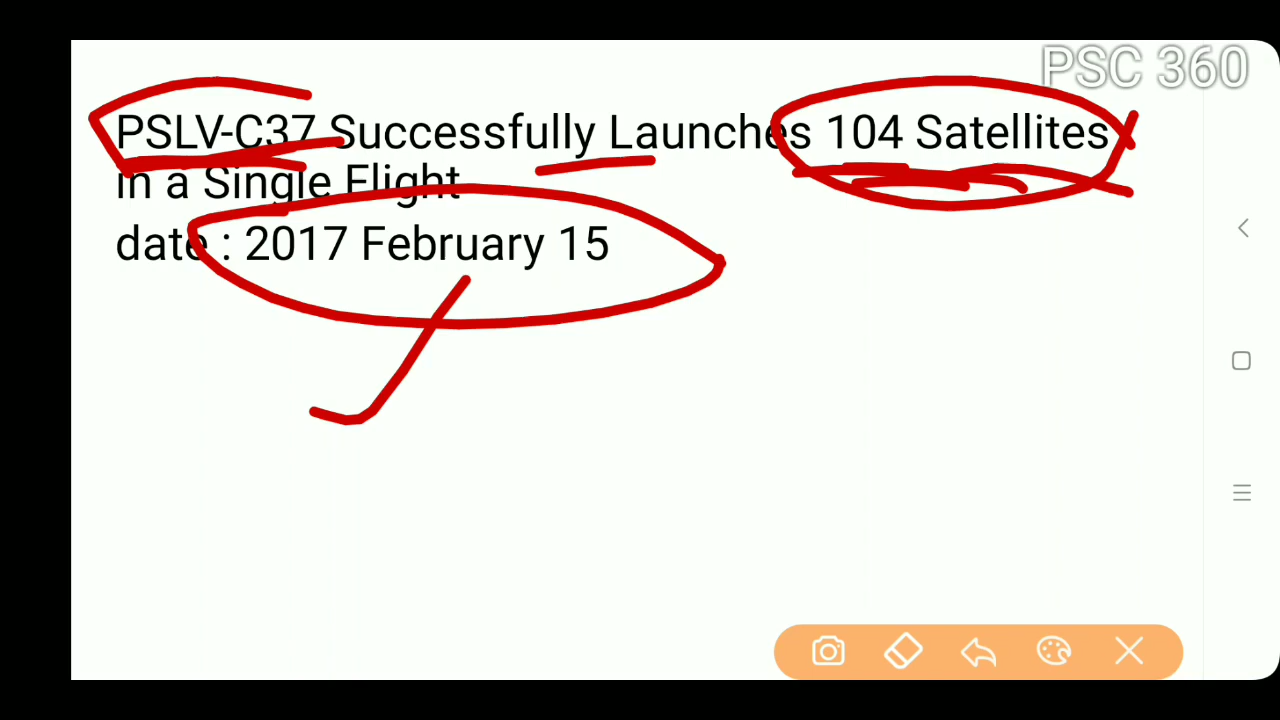 PSC 360
PSLV-C37 Successfully Launches 104 Satellites
in a Single Flight
date : 2017 February 15